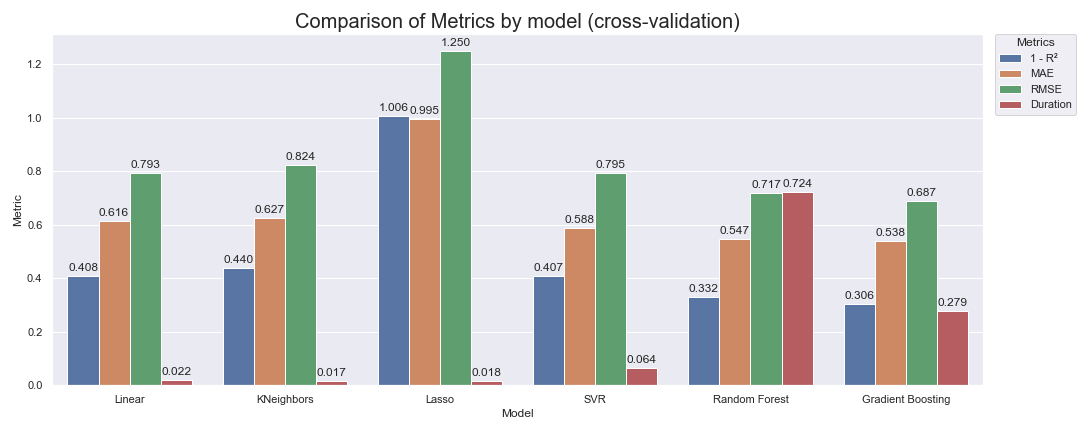 Comparison of Metrics by model (cross-validation)
Metrics
1 - R²
MAE
RMSE
Duration
Metric
1.2
1.0
0.8
0.6
0.4
0.2
0.0
0.408
0.616
0.793
0.022
0.440
0.627
0.824
0.017
1.006
0.995
1.250
0.018
0.407
0.588
0.795
0.064
0.332
0.547
0.717
0.724
0.306
0.538
0.687
0.279
Linear
KNeighbors
Lasso
SVR
Random Forest
Gradient Boosting
Model